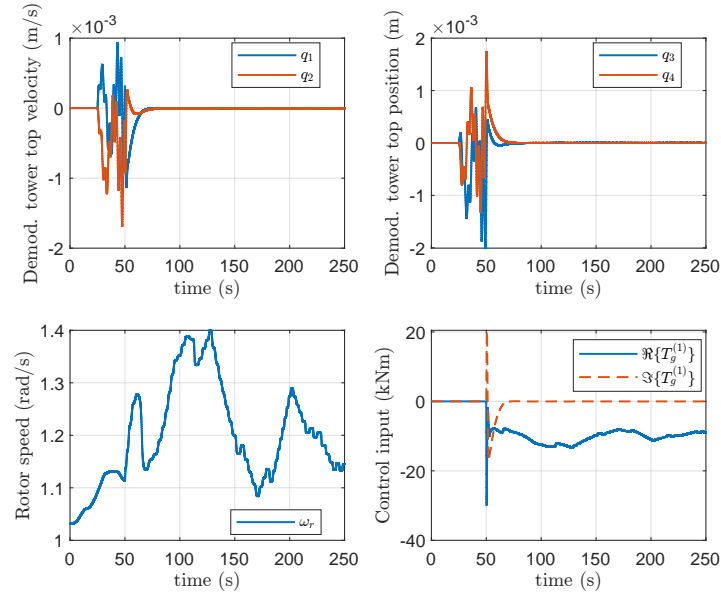 ×10⁻³
Demod. tower top velocity (m/s)
1
0
-1
-2
q₁
q₂
0 50 100 150 200 250
time (s)
×10⁻³
Demod. tower top position (m)
2
1
0
-1
-2
q₃
q₄
0 50 100 150 200 250
time (s)
Rotor speed (rad/s)
1.4
1.3
1.2
1.1
1
ωᵣ
0 50 100 150 200 250
time (s)
Control input (kNm)
20
0
-20
-40
ℜ{T_g^{(1)}}
ℑ{T_g^{(1)}}
0 50 100 150 200 250
time (s)